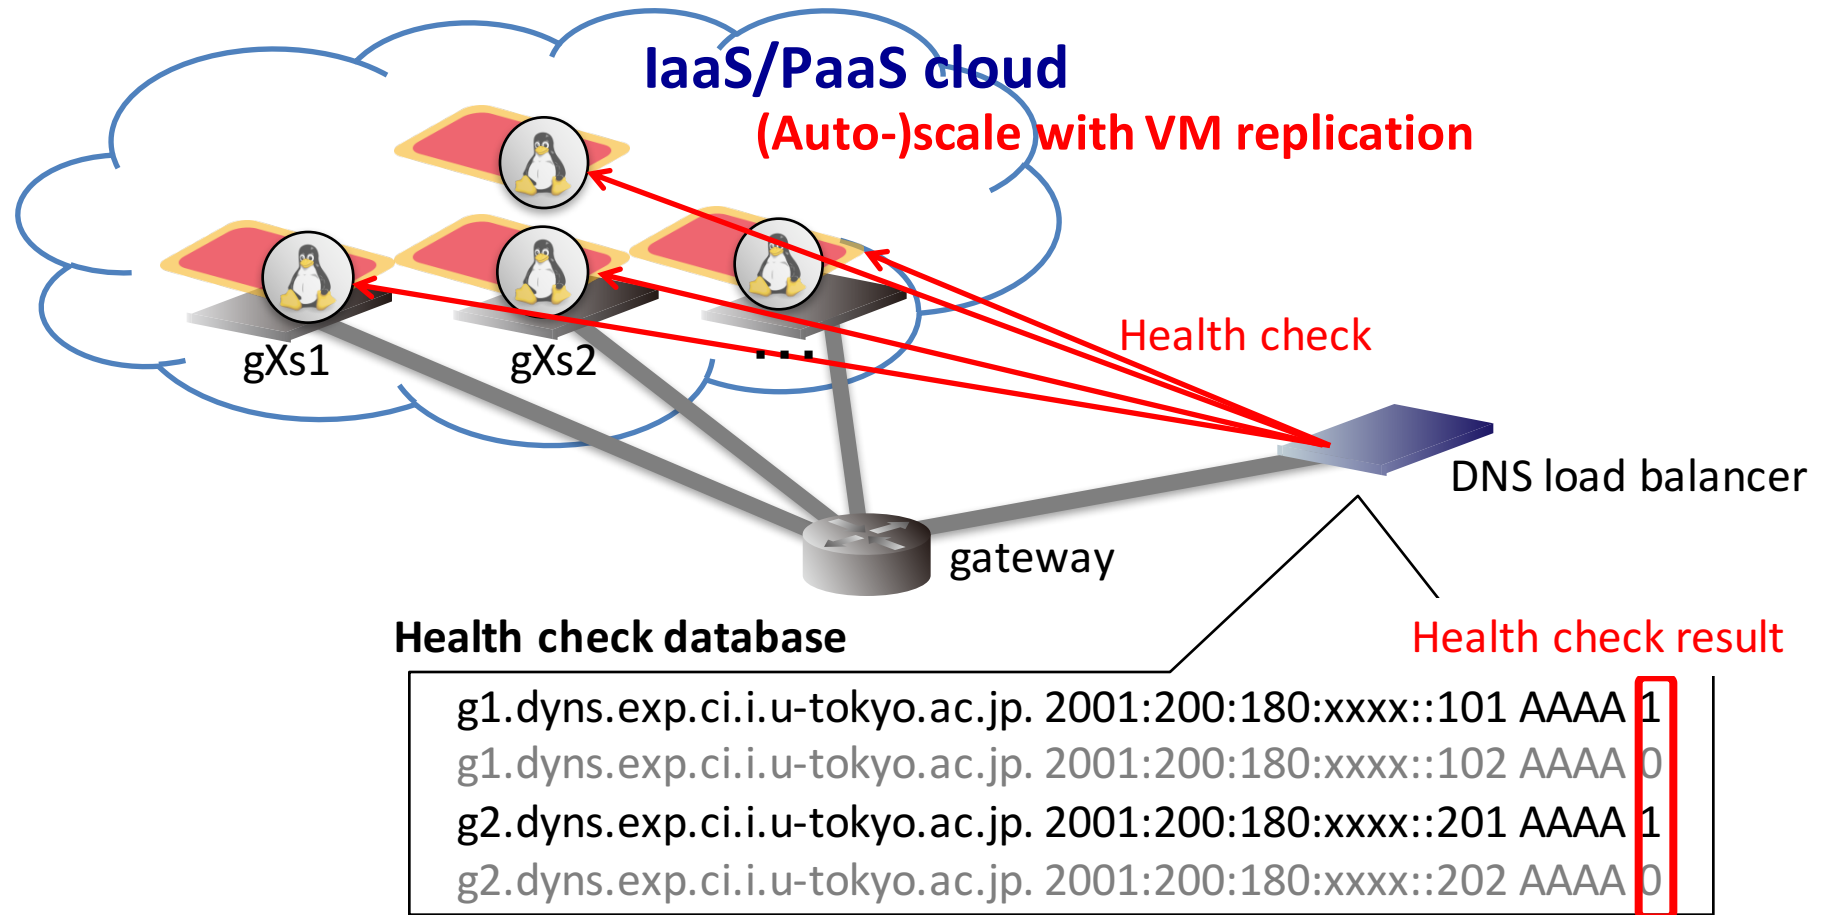 IaaS/PaaS cloud
(Auto-)scale with VM replication
Health check
gXs1
gXs2
...
DNS load balancer
gateway
Health check database
Health check result
g1.dyns.exp.ci.i.u-tokyo.ac.jp. 2001:200:180:xxxx::101 AAAA 1
g1.dyns.exp.ci.i.u-tokyo.ac.jp. 2001:200:180:xxxx::102 AAAA 0
g2.dyns.exp.ci.i.u-tokyo.ac.jp. 2001:200:180:xxxx::201 AAAA 1
g2.dyns.exp.ci.i.u-tokyo.ac.jp. 2001:200:180:xxxx::202 AAAA 0